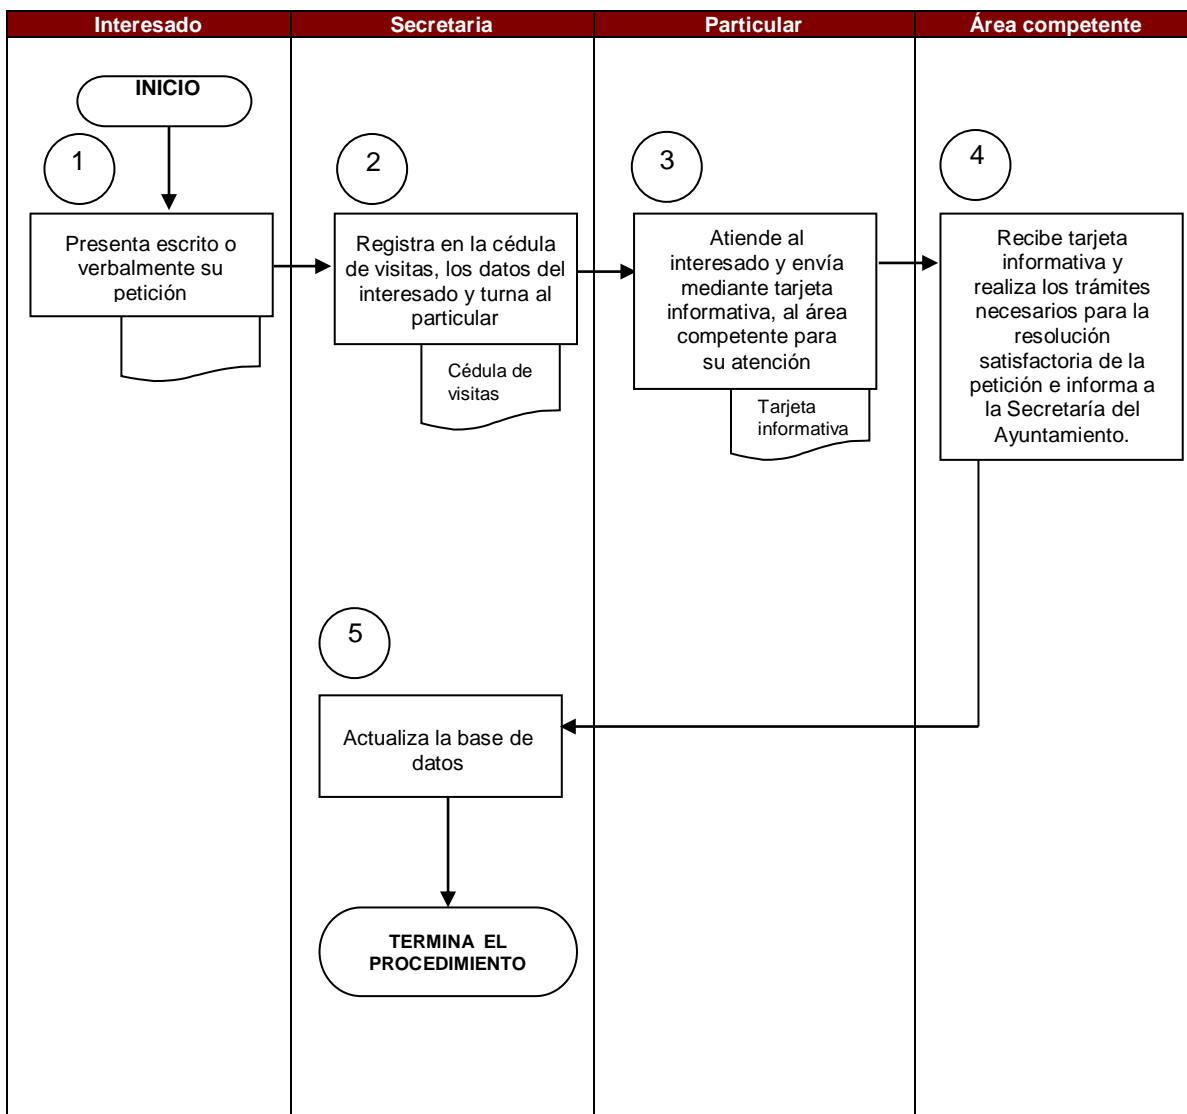 Interesado
Secretaria
Particular
Área competente
INICIO
1
Presenta escrito o
verbalmente su
petición
2
Registra en la cédula
de visitas, los datos del
interesado y turna al
particular
Cédula de
visitas
3
Atiende al
interesado y envía
mediante tarjeta
informativa, al área
competente para
su atención
Tarjeta
informativa
4
Recibe tarjeta
informativa y
realiza los trámites
necesarios para la
resolución
satisfactoria de la
petición e informa a
la Secretaría del
Ayuntamiento.
5
Actualiza la base de
datos
TERMINA EL
PROCEDIMIENTO